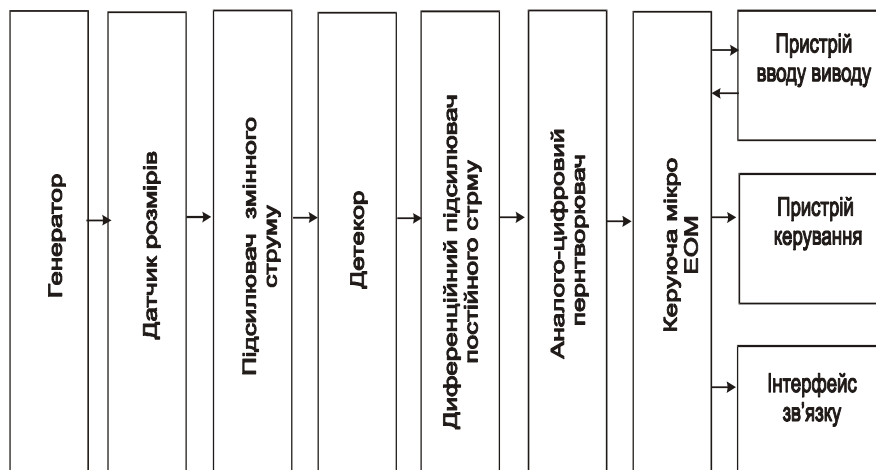 Генератор
Датчик розмірів
Підсилювач змінного
струму
Детекор
Диференційний підсилювач
постійного стрму
Аналого-цифровий
пернтворювач
Керуюча мікро
ЕОМ
Пристрій
вводу виводу
Пристрій
керування
Інтерфейс
зв'язку